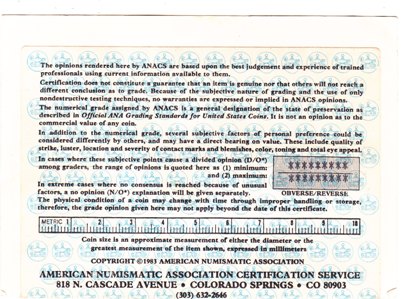 The opinions rendered here by ANACS are based upon the best judgement and experience of trained
professionals using current information available to them.
Certification does not constitute a guarantee that an item is genuine nor that others will not reach a
different conclusion as to grade. Because of the subjective nature of grading and the use of only
nondestructive testing techniques, no warranties are expressed or implied in ANACS opinions.
The numerical grade assigned by ANACS is a general designation of the state of preservation as
described in Official ANA Grading Standards for United States Coins. It is not an opinion as to the
commercial value of any coin.
In addition to the numerical grade, several subjective factors of personal preference could be
considered differently by others, and may have a direct bearing on value. These include quality of
strike, luster, location and severity of contact marks and blemishes, color, toning and total eye appeal,
In cases where these subjective points cause a divided opinion (D/O*)
among graders, the range of opinions is quoted here as (1) minimum:
and (2) maximum:
In extreme cases where no consensus is reached because of unusual
factors, a no opinion (N/O*) explanation will be given separately.
OBVERSE/REVERSE
The physical condition of a coin may change with time through improper handling or storage,
therefore, the grade opinion given here may not apply beyond the date of this certificate.
METRIC 1 2 3 4 5 6 7 8 9 10
Coin size is an approximate measurement of either the diameter or the
greatest measurement of the item shown, expressed in millimeters
COPYRIGHT ©1983 AMERICAN NUMISMATIC ASSOCIATION
AMERICAN NUMISMATIC ASSOCIATION CERTIFICATION SERVICE
818 N. CASCADE AVENUE • COLORADO SPRINGS • CO 80903
(303) 632-2646